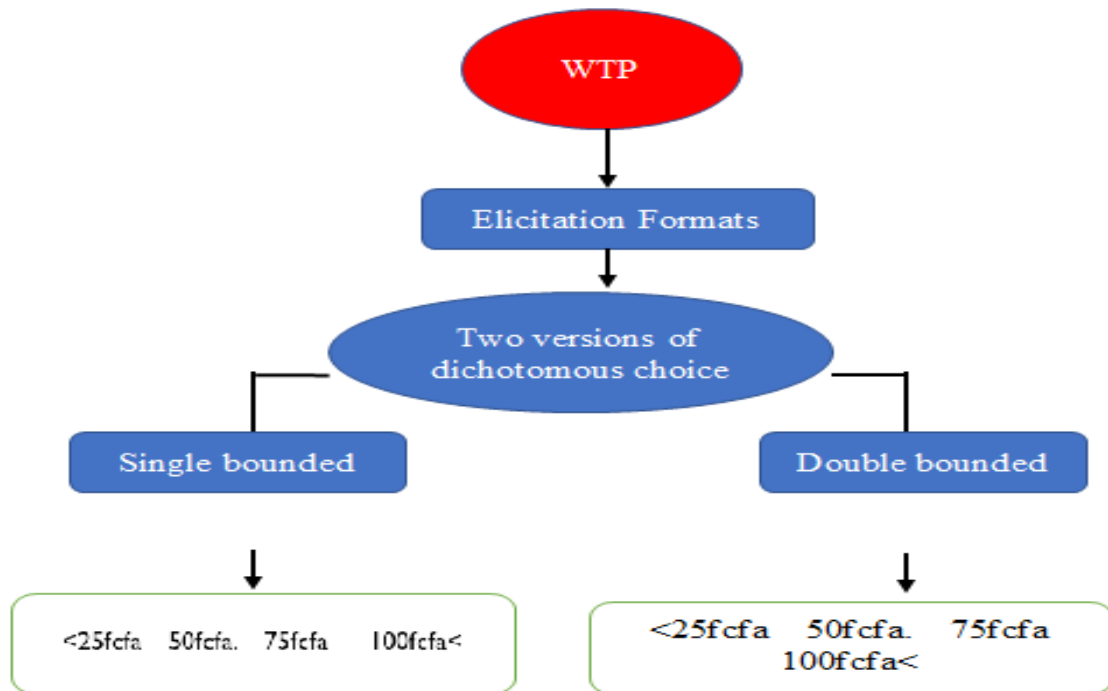 WTP
Elicitation Formats
Two versions of
dichotomous choice
Single bounded
Double bounded
<25fcfa 50fcfa. 75fcfa 100fcfa<
<25fcfa 50fcfa. 75fcfa
100fcfa<